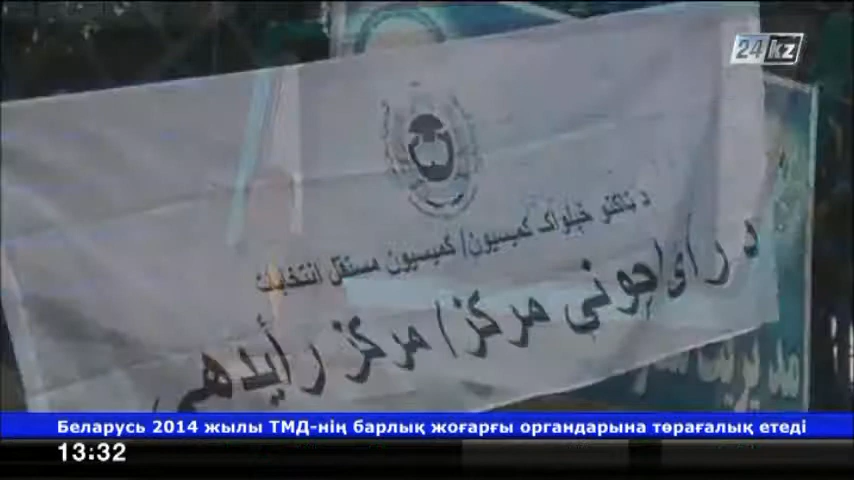 24kz
د ټاکنو خپلواک کمیسیون/ کمیسیون مستقل انتخابات
د رأی اچونې مرکز/ مرکز رأیدهی
Беларусь 2014 жылы ТМД-нің барлық жоғарғы органдарына төрағалық етеді
13:32